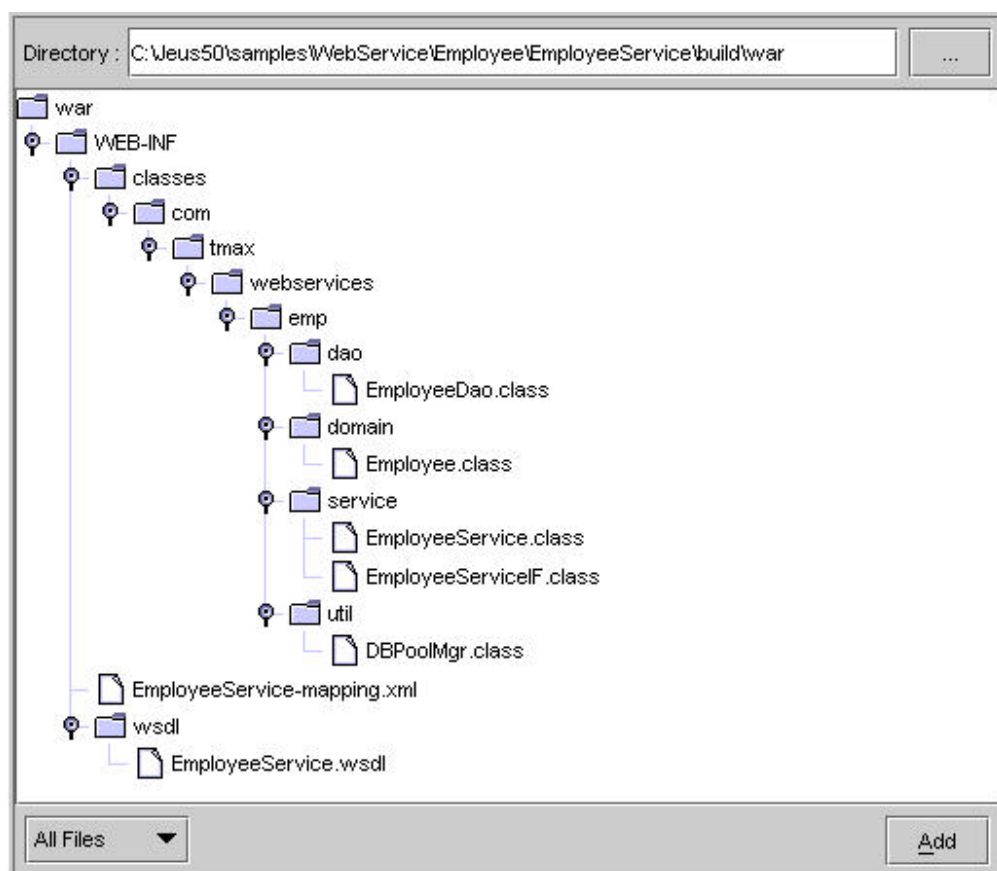 Directory : C:\Jeus50\samples\WebService\Employee\EmployeeService\build\war ...
war
WEB-INF
classes
com
tmax
webservices
emp
dao
EmployeeDao.class
domain
Employee.class
service
EmployeeService.class
EmployeeServiceIF.class
util
DBPoolMgr.class
EmployeeService-mapping.xml
wsdl
EmployeeService.wsdl
All Files Add